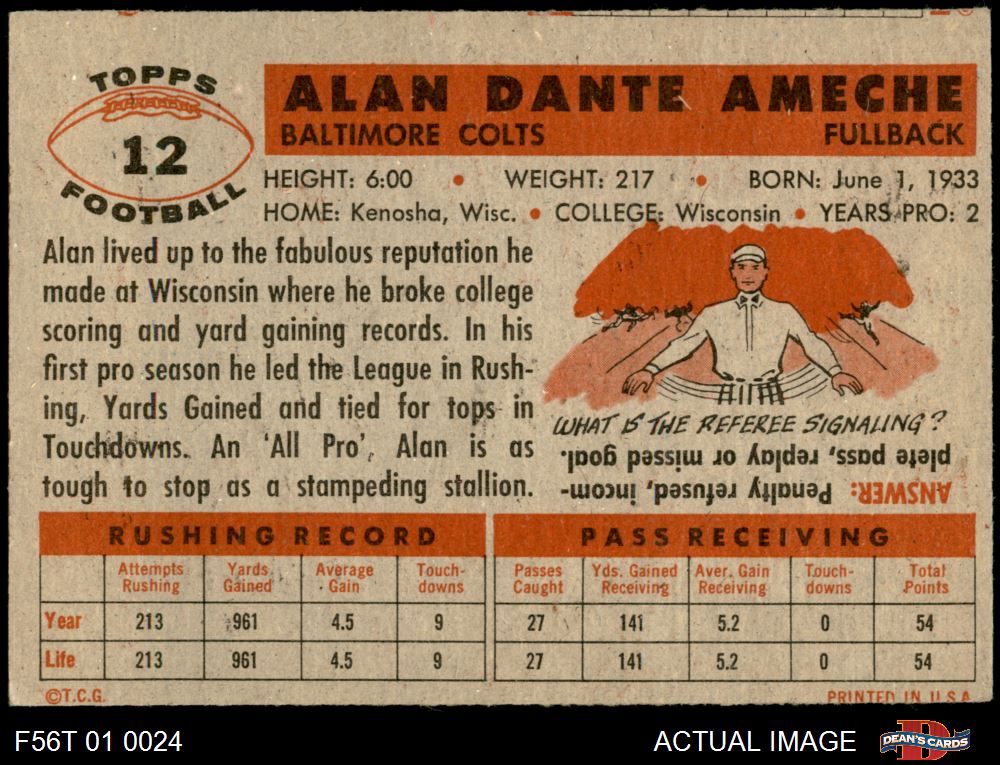 TOPPS
12
FOOTBALL
ALAN DANTE AMECHE
BALTIMORE COLTS FULLBACK
HEIGHT: 6:00 • WEIGHT: 217 • BORN: June 1, 1933
HOME: Kenosha, Wisc. • COLLEGE: Wisconsin • YEARS PRO: 2
Alan lived up to the fabulous reputation he
made at Wisconsin where he broke college
scoring and yard gaining records. In his
first pro season he led the League in Rush-
ing, Yards Gained and tied for tops in
Touchdowns. An 'All Pro', Alan is as
tough to stop as a stampeding stallion.
WHAT IS THE REFEREE SIGNALING?
ANSWER: Penalty refused, incom-
plete pass, replay or missed goal.
RUSHING RECORD
Attempts Rushing Yards Gained Average Gain Touch-downs
Year 213 961 4.5 9
Life 213 961 4.5 9
PASS RECEIVING
Passes Caught Yds. Gained Receiving Aver. Gain Receiving Touch-downs Total Points
27 141 5.2 0 54
27 141 5.2 0 54
©T.C.G. PRINTED IN U.S.A.
F56T 01 0024 ACTUAL IMAGE DEAN'S CARDS